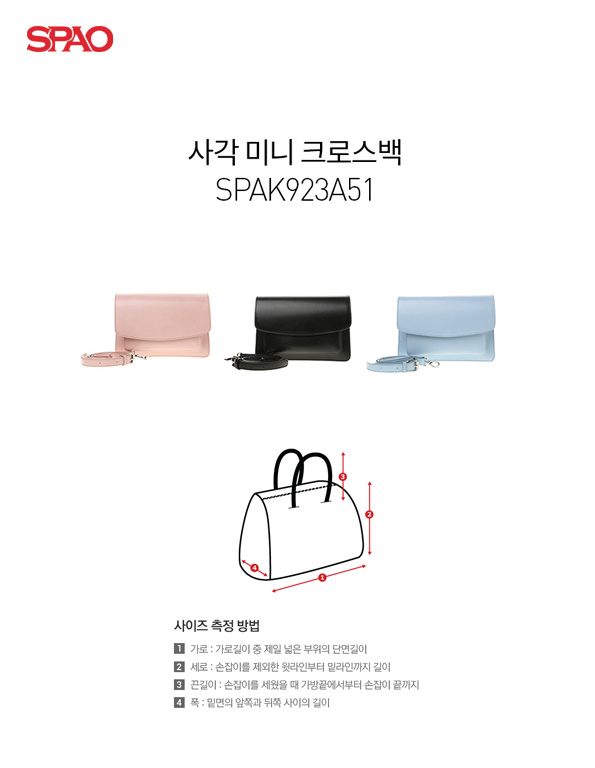 SPAO
사각 미니 크로스백
SPAK923A51
3
2
4
1
사이즈 측정 방법
1 가로 : 가로길이 중 제일 넓은 부위의 단면길이
2 세로 : 손잡이를 제외한 윗라인부터 밑라인까지 길이
3 끈길이 : 손잡이를 세웠을 때 가방끝에서부터 손잡이 끝까지
4 폭 : 밑면의 앞쪽과 뒤쪽 사이의 길이